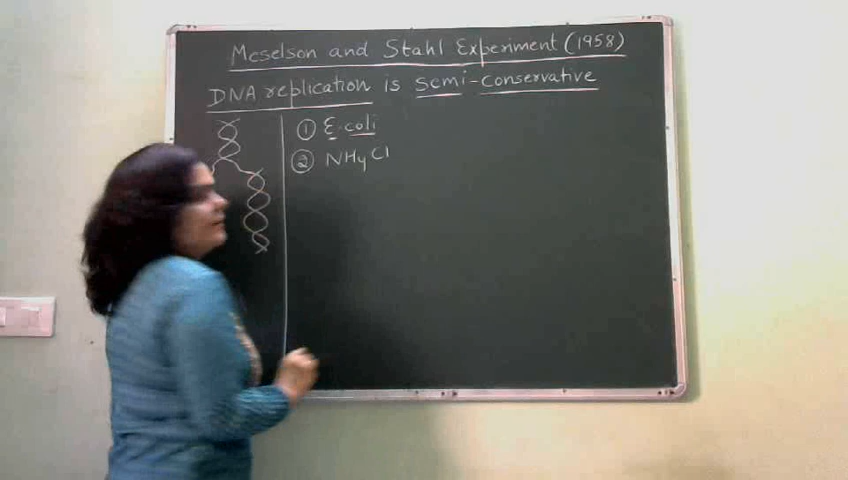 Meselson and Stahl Experiment (1958)
DNA replication is semi-conservative
① E. coli
② NH4Cl